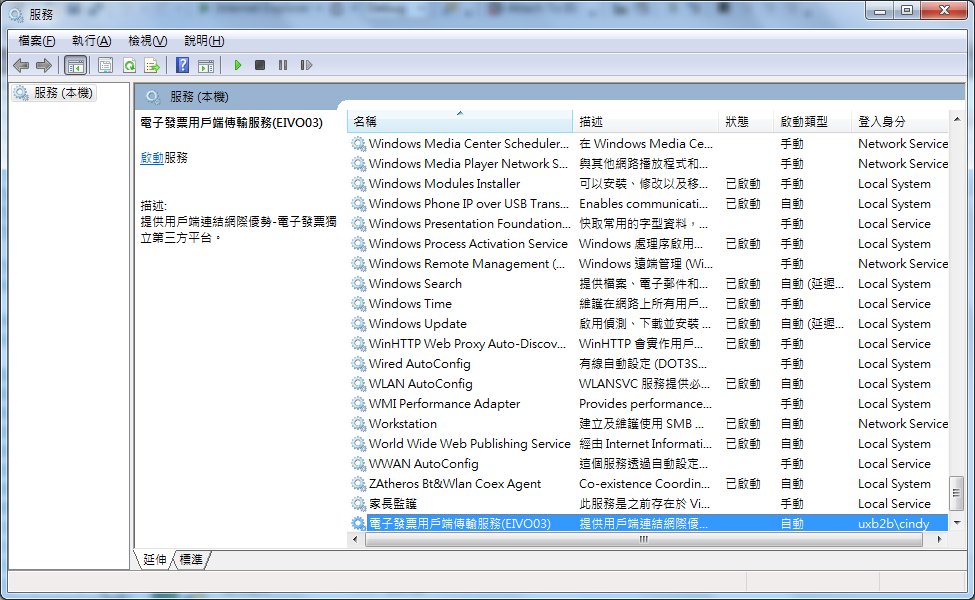 服務
檔案(F) 執行(A) 檢視(V) 說明(H)
服務 (本機)
服務 (本機)
電子發票用戶端傳輸服務(EIVO03)
啟動服務
描述:
提供用戶端連結網際優勢-電子發票獨
立第三方平台。
名稱 描述 狀態 啟動類型 登入身分
Windows Media Center Scheduler... 在 Windows Media Ce... 手動 Network Service
Windows Media Player Network S... 與其他網路播放程式和... 手動 Network Service
Windows Modules Installer 可以安裝、修改以及移... 已啟動 手動 Local System
Windows Phone IP over USB Trans... Enables communicati... 已啟動 自動 Local System
Windows Presentation Foundation... 快取常用的字型資料，... 手動 Local Service
Windows Process Activation Service Windows 處理序啟用... 已啟動 手動 Local System
Windows Remote Management (... Windows 遠端管理 (Wi... 手動 Network Service
Windows Search 提供檔案、電子郵件和... 已啟動 自動 (延遲... Local System
Windows Time 維護在網路上所有用戶... 已啟動 手動 Local Service
Windows Update 啟用偵測、下載並安裝 ... 已啟動 自動 (延遲... Local System
WinHTTP Web Proxy Auto-Discov... WinHTTP 會實作用戶... 已啟動 手動 Local Service
Wired AutoConfig 有線自動設定 (DOT3S... 手動 Local System
WLAN AutoConfig WLANSVC 服務提供必... 已啟動 自動 Local System
WMI Performance Adapter Provides performance... 手動 Local System
Workstation 建立及維護使用 SMB ... 已啟動 自動 Network Service
World Wide Web Publishing Service 經由 Internet Informati... 已啟動 自動 Local System
WWAN AutoConfig 這個服務透過自動設定... 手動 Local Service
ZAtheros Bt&Wlan Coex Agent Co-existence Coordin... 已啟動 自動 Local System
家長監護 此服務是之前存在於 Vi... 手動 Local Service
電子發票用戶端傳輸服務(EIVO03) 提供用戶端連結網際優... 自動 uxb2b\cindy
延伸 標準